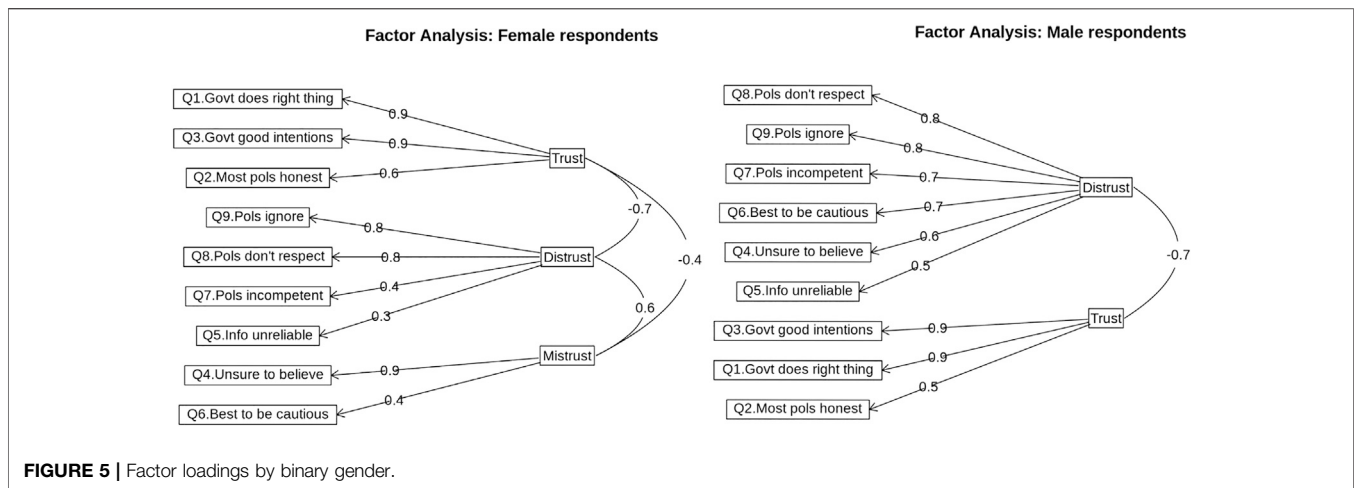 Factor Analysis: Female respondents
Q1.Govt does right thing
0.9
Q3.Govt good intentions
0.9
Q2.Most pols honest
0.6
Trust
Q9.Pols ignore
0.8
Q8.Pols don't respect
0.8
Q7.Pols incompetent
0.4
Q5.Info unreliable
0.3
Distrust
Q4.Unsure to believe
0.9
Q6.Best to be cautious
0.4
Mistrust
-0.7
-0.4
0.6
Factor Analysis: Male respondents
Q8.Pols don't respect
0.8
Q9.Pols ignore
0.8
Q7.Pols incompetent
0.7
Q6.Best to be cautious
0.7
Q4.Unsure to believe
0.6
Q5.Info unreliable
0.5
Distrust
Q3.Govt good intentions
0.9
Q1.Govt does right thing
0.9
Q2.Most pols honest
0.5
Trust
-0.7
FIGURE 5 | Factor loadings by binary gender.